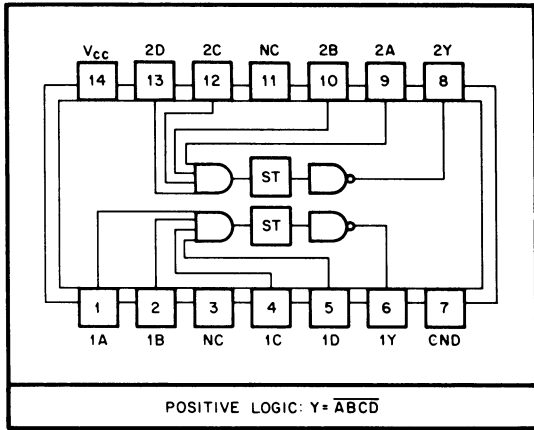 Vcc 2D 2C NC 2B 2A 2Y
14 13 12 11 10 9 8
ST
ST
1 2 3 4 5 6 7
1A 1B NC 1C 1D 1Y CND
POSITIVE LOGIC: Y = ABCD